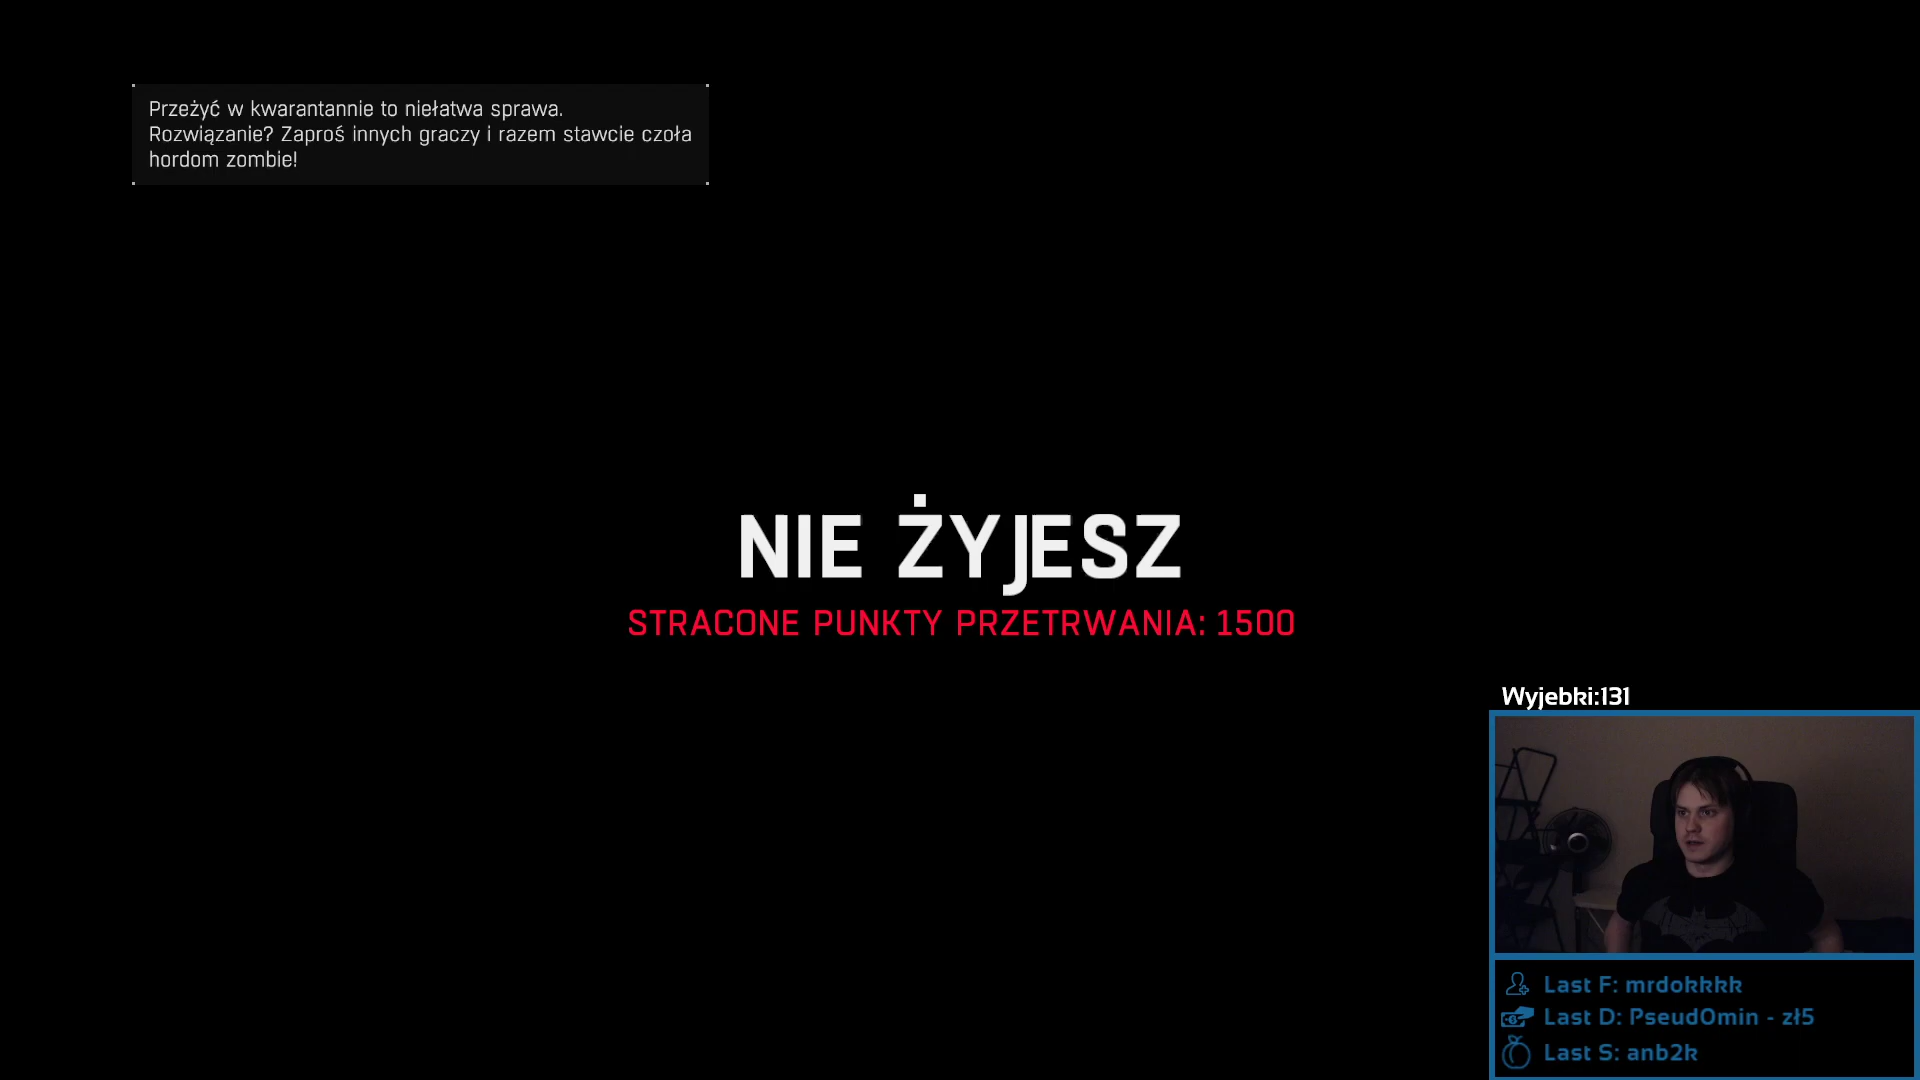 Przeżyć w kwarantannie to niełatwa sprawa.
Rozwiązanie? Zaproś innych graczy i razem stawcie czoła
hordom zombie!
NIE ŻYJESZ
STRACONE PUNKTY PRZETRWANIA: 1500
Wyjebki:131
Last F: mrdokkkk
Last D: PseudOmin - zł5
Last S: anb2k